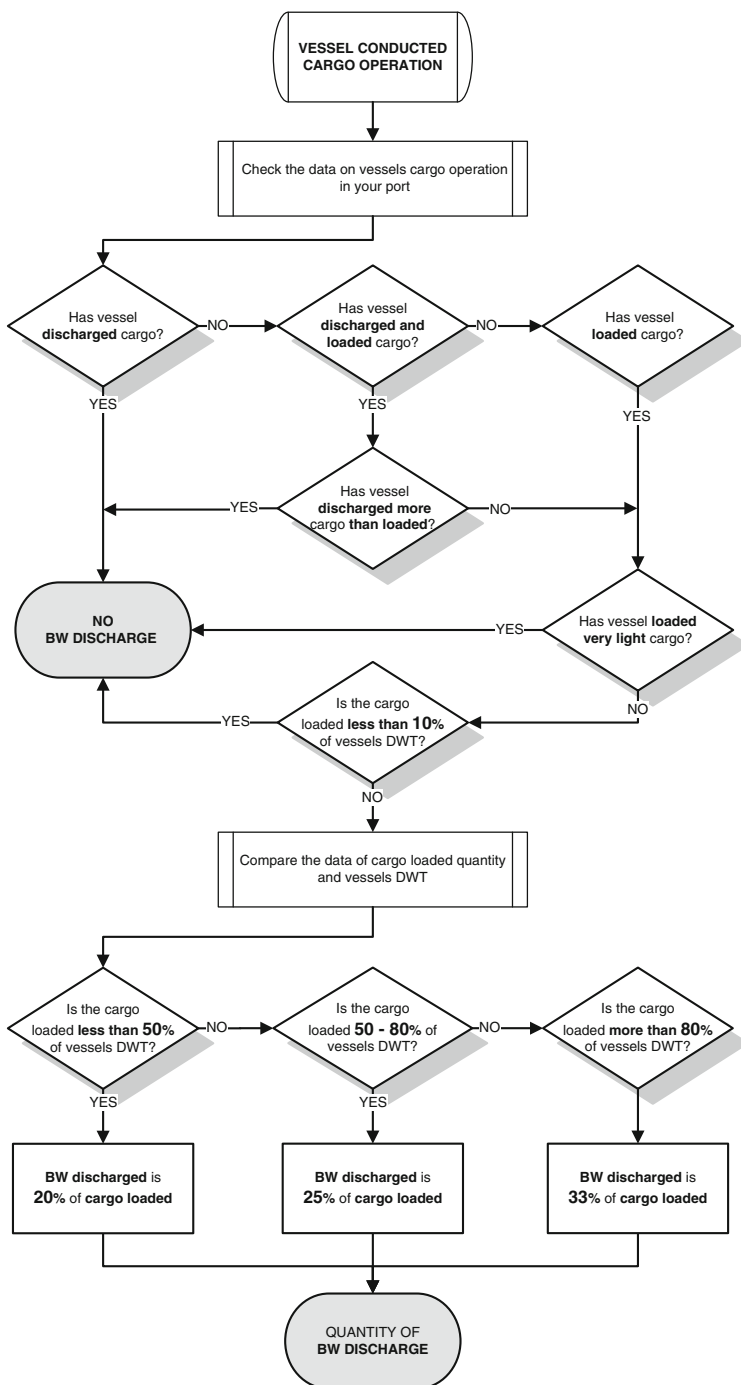 VESSEL CONDUCTED
CARGO OPERATION
Check the data on vessels cargo operation
in your port
Has vessel
discharged cargo?
NO
Has vessel
discharged and
loaded cargo?
NO
Has vessel
loaded cargo?
YES
YES
YES
Has vessel
discharged more
cargo than loaded?
YES
NO
NO
BW DISCHARGE
YES
Has vessel loaded
very light cargo?
NO
Is the cargo
loaded less than 10%
of vessels DWT?
YES
NO
Compare the data of cargo loaded quantity
and vessels DWT
Is the cargo
loaded less than 50%
of vessels DWT?
NO
Is the cargo
loaded 50 - 80% of
vessels DWT?
NO
Is the cargo
loaded more than 80%
of vessels DWT?
YES
YES
BW discharged is
20% of cargo loaded
BW discharged is
25% of cargo loaded
BW discharged is
33% of cargo loaded
QUANTITY OF
BW DISCHARGE